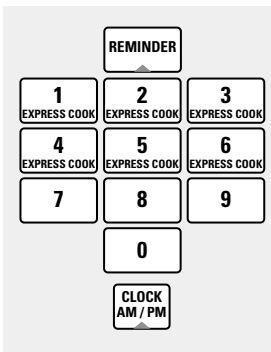 REMINDER
1 2 3
EXPRESS COOK EXPRESS COOK EXPRESS COOK
4 5 6
EXPRESS COOK EXPRESS COOK EXPRESS COOK
7 8 9
0
CLOCK
AM / PM